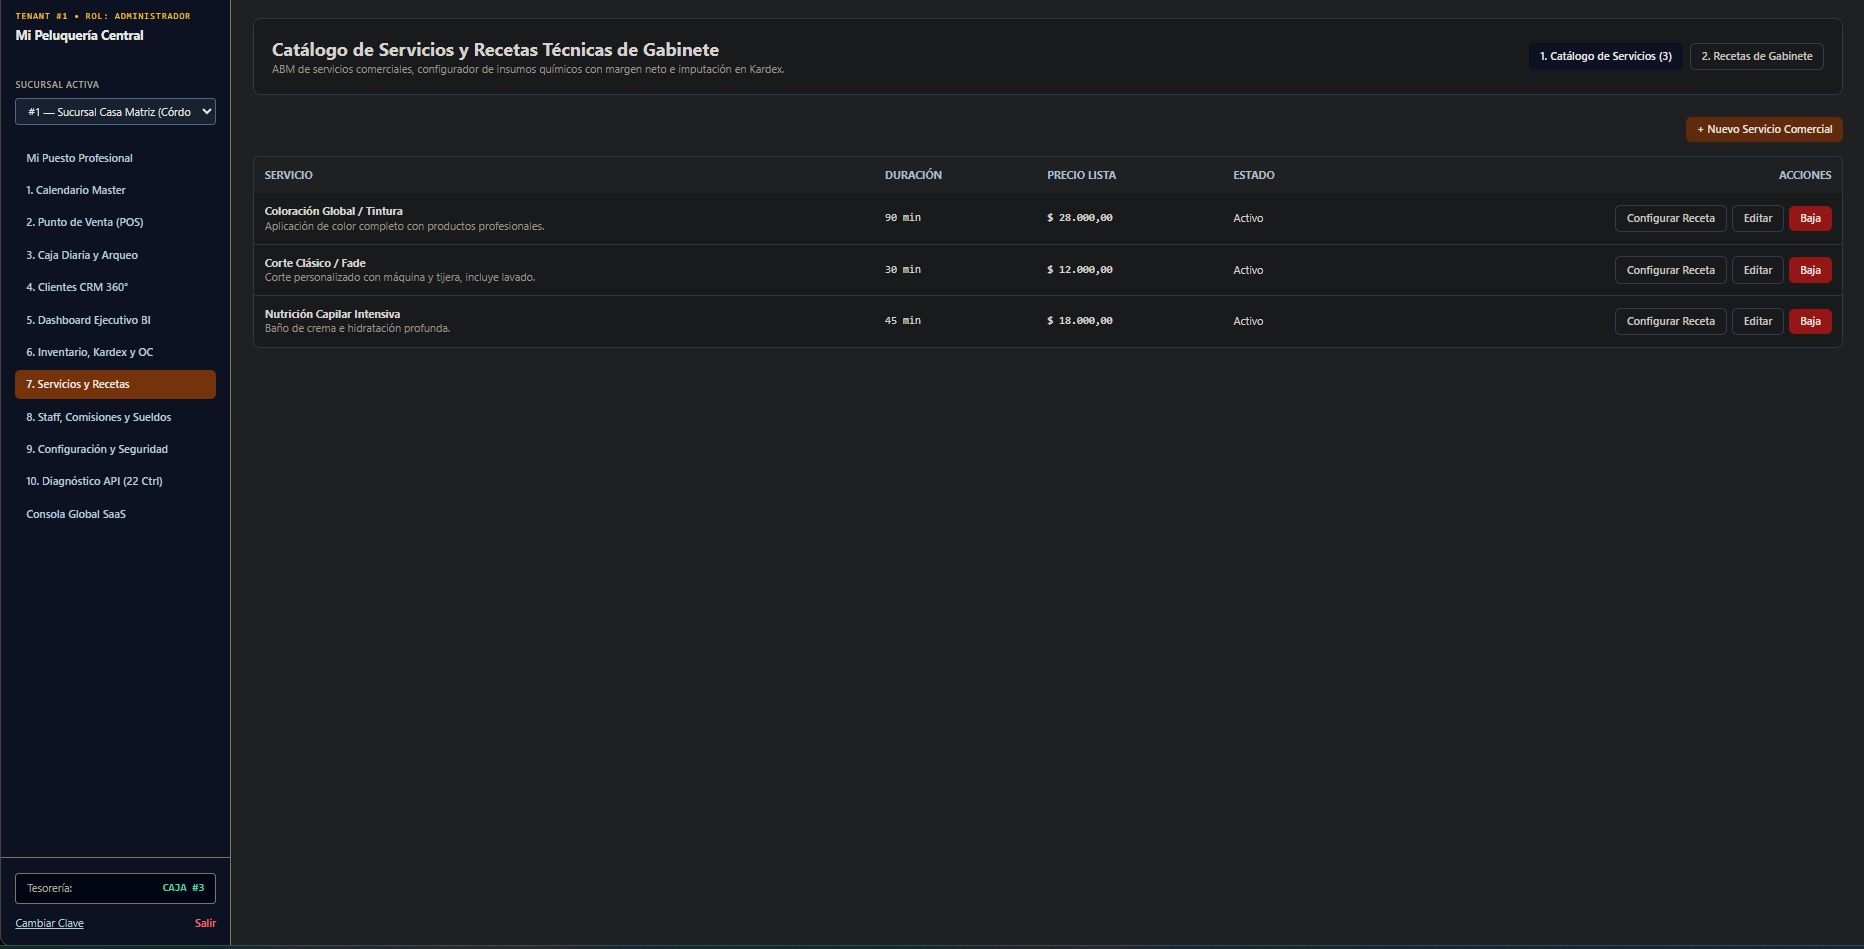 TENANT #1 • ROL: ADMINISTRADOR
Mi Peluquería Central
SUCURSAL ACTIVA
#1 — Sucursal Casa Matriz (Córdo
Mi Puesto Profesional
1. Calendario Master
2. Punto de Venta (POS)
3. Caja Diaria y Arqueo
4. Clientes CRM 360°
5. Dashboard Ejecutivo BI
6. Inventario, Kardex y OC
7. Servicios y Recetas
8. Staff, Comisiones y Sueldos
9. Configuración y Seguridad
10. Diagnóstico API (22 Ctrl)
Consola Global SaaS
Tesorería: CAJA #3
Cambiar Clave Salir
Catálogo de Servicios y Recetas Técnicas de Gabinete
ABM de servicios comerciales, configurador de insumos químicos con margen neto e imputación en Kardex.
1. Catálogo de Servicios (3) 2. Recetas de Gabinete
+ Nuevo Servicio Comercial
SERVICIO DURACIÓN PRECIO LISTA ESTADO ACCIONES
Coloración Global / Tintura
Aplicación de color completo con productos profesionales.
90 min $ 28.000,00 Activo Configurar Receta Editar Baja
Corte Clásico / Fade
Corte personalizado con máquina y tijera, incluye lavado.
30 min $ 12.000,00 Activo Configurar Receta Editar Baja
Nutrición Capilar Intensiva
Baño de crema e hidratación profunda.
45 min $ 18.000,00 Activo Configurar Receta Editar Baja